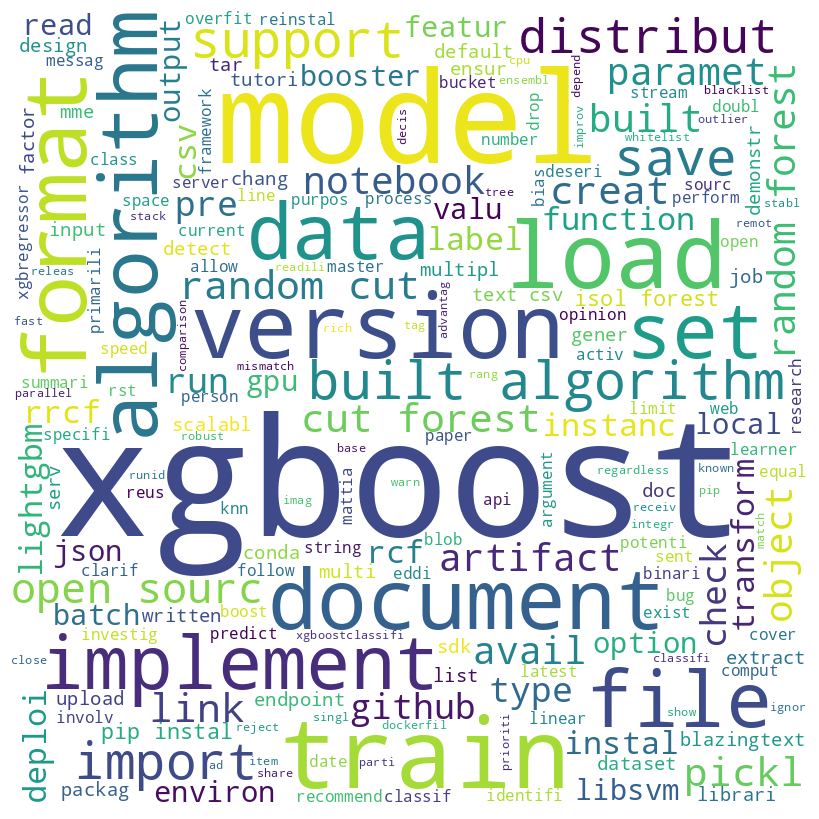 read
overfit
reinstal
featur
distribut
design
messag
algorithm
output
support
default
tar
tutori
booster
ensur
cpu
bucket
ensembl
paramet
stream
blacklist
mme
format
model
decis
drop
improv
depend
built
doubl
outlier
forest
class
csv
framework
number
whitelist
demonstr
factor
server
chang
notebook
save
sourc
perform
stabl
space
line
purpos
process
valu
tree
bias
deseri
creat
random
stack
pre
data
label
function
remot
input
current
load
open
xgbregressor
primarili
detect
allow
readili
master
multipl
isol forest
job
releas
random cut
text csv
opinion
fast
version
advantag
gener
activ
set
speed
comparison
rich
tag
mismatch
summari
rst
run
gpu
built algorithm
rang
research
parallel
person
rrcf
cut forest
instanc
limit
web
local
specifi
scalabl
lightgbm
robust
xgboost
paper
learner
base
serv
reus
runid
warn
regardless
known
equal
knn
imag
mattia
api
argument
doc
receiv
pip
transform
object
integr
match
json
string
rcf
blob
potenti
conda
artifact
sent
check
clarif
follow
multi
eddi
binari
open sourc
bug
document
exist
batch
written
boost
cover
investig
predict
xgboostclassifi
sdk
avail
option
close
implement
list
latest
classifi
extract
comput
upload
link
endpoint
github
type
file
show
ignor
involv
singl
dockerfil
linear
deploi
pip instal
reject
prioriti
instal
blazingtext
import
date
parti
train
item
ad
share
dataset
pickl
packag
environ
recommend
classif
identifi
libsvm
librari